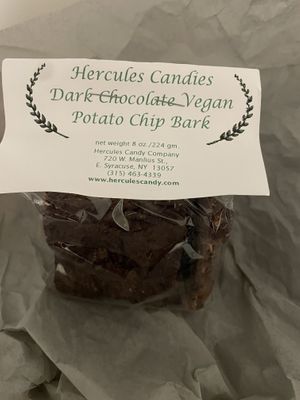 Hercules Candies
Dark Chocolate Vegan
Potato Chip Bark
net weight 8 oz./224 gm.
Hercules Candy Company
720 W. Manlius St.,
E. Syracuse, NY 13057
(315) 463-4339
www.herculescandy.com